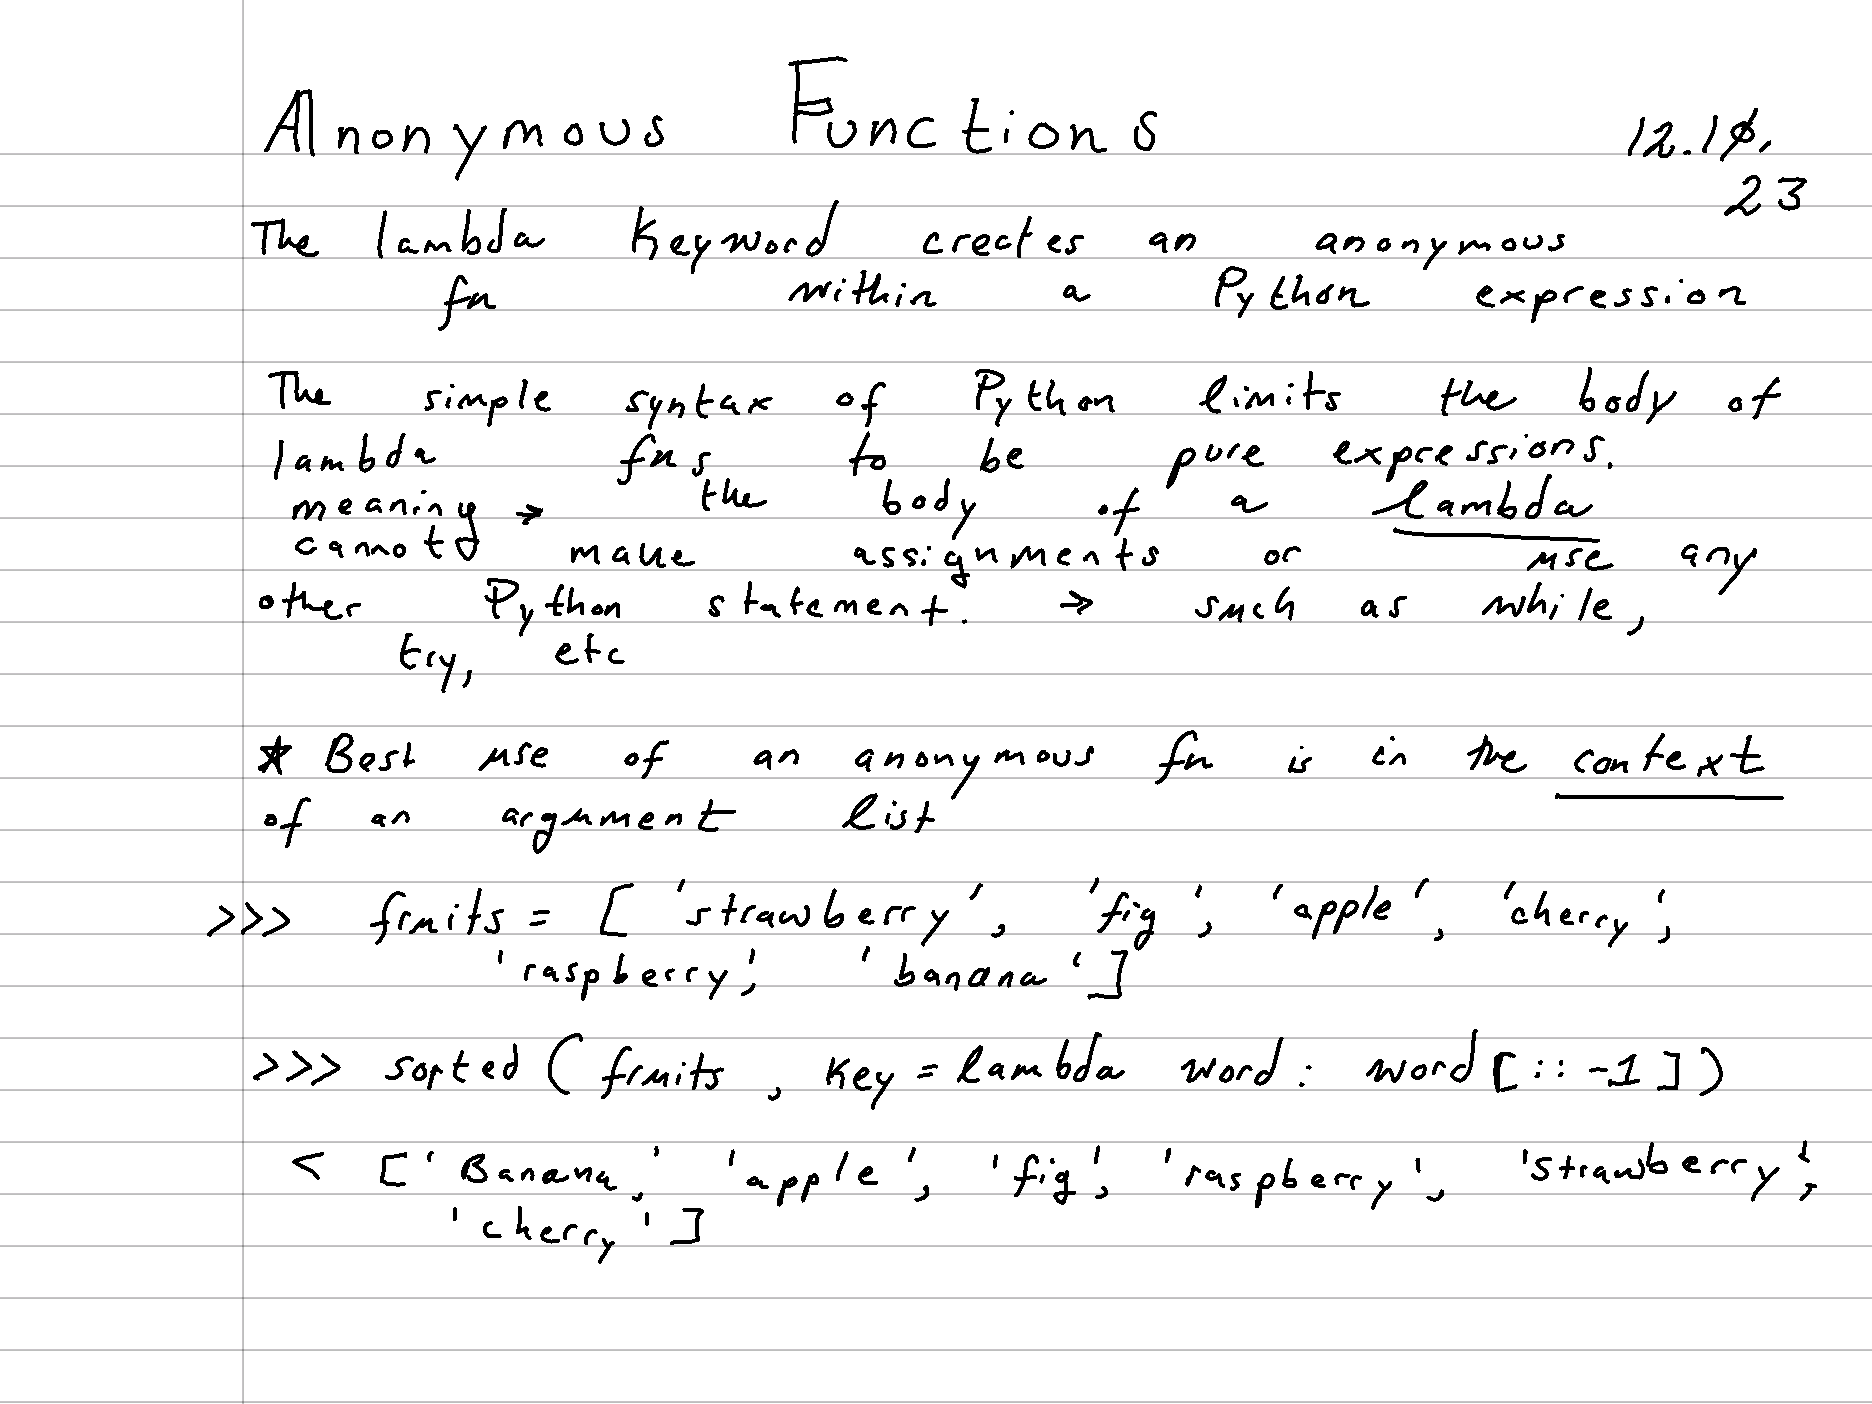 Anonymous Functions
12.10.
23
The lambda keyword creates an anonymous
fn within a Python expression
The simple syntax of Python limits the body of
lambda fns to be pure expressions.
meaning → the body of a lambda
cannot make assignments or use any
other Python statement. → such as while,
try, etc
* Best use of an anonymous fn is in the context
of an argument list
>>> fruits = [ 'strawberry', 'fig', 'apple', 'cherry',
'raspberry', 'banana' ]
>>> sorted ( fruits , key = lambda word : word [ :: -1 ] )
< [ 'Banana', 'apple', 'fig', 'raspberry', 'strawberry',
'cherry' ]